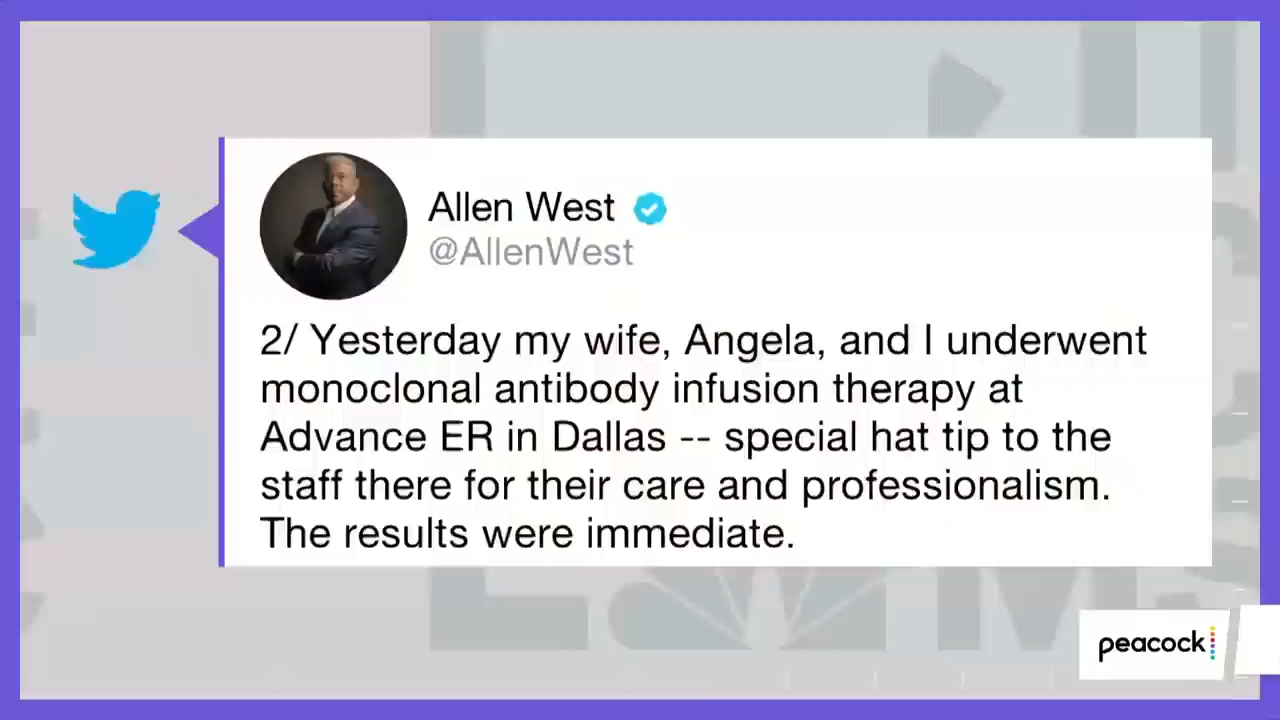 Allen West
@AllenWest
2/ Yesterday my wife, Angela, and I underwent
monoclonal antibody infusion therapy at
Advance ER in Dallas -- special hat tip to the
staff there for their care and professionalism.
The results were immediate.
peacock